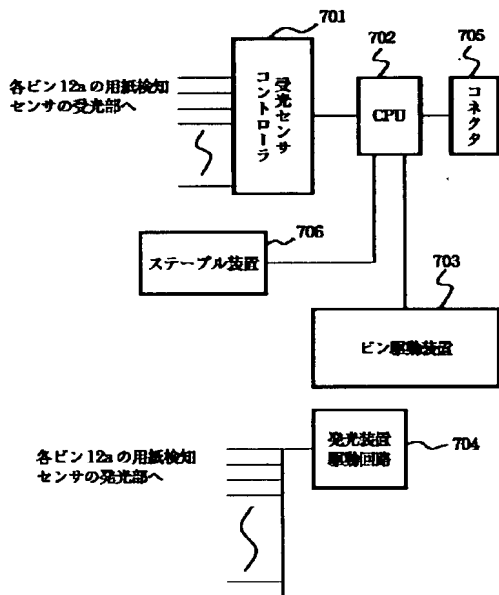 701
702
705
各ビン12aの用紙検知
センサの受光部へ
受光センサ
コントローラ
CPU
コネクタ
706
ステープル装置
703
ビン駆動装置
各ビン12aの用紙検知
センサの発光部へ
発光装置
駆動回路
704